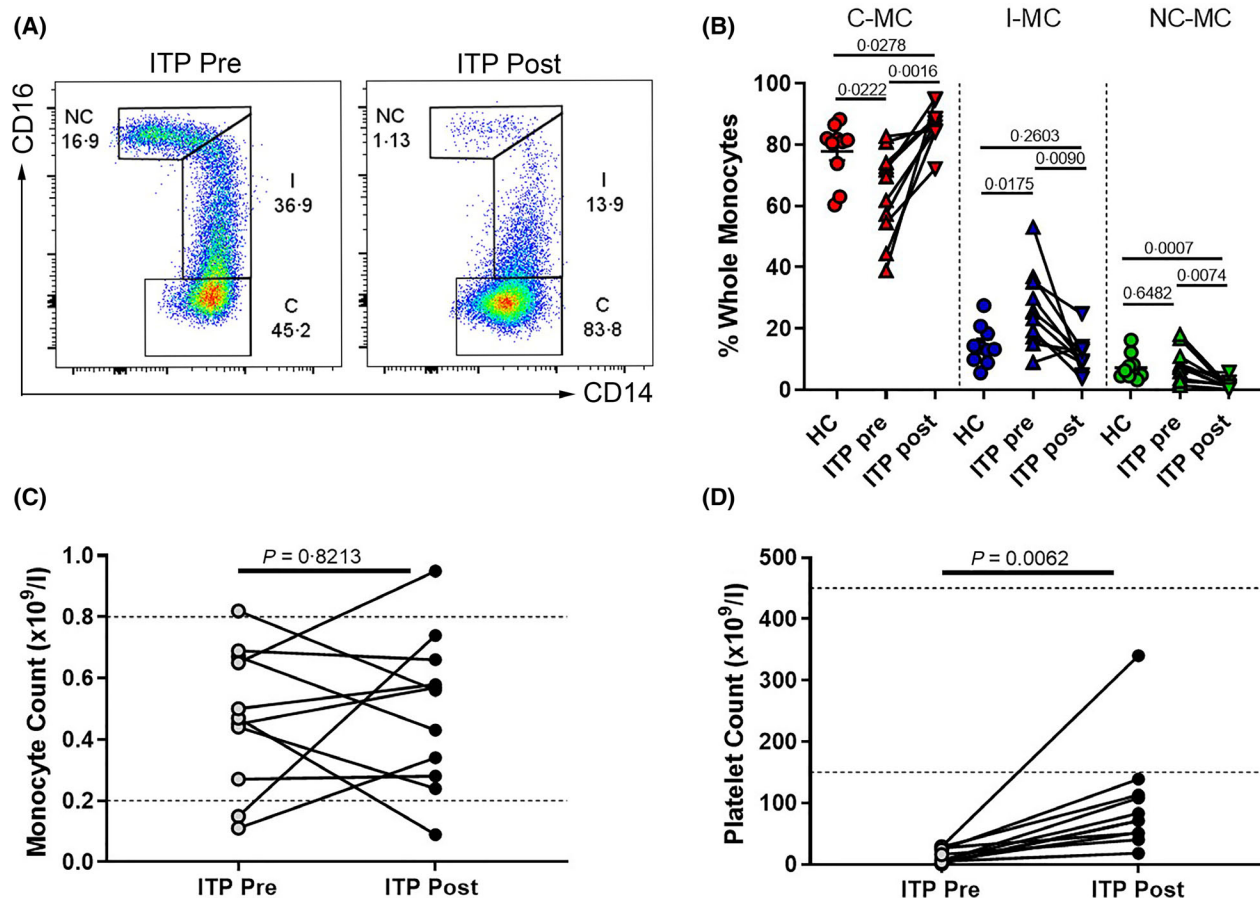 (A)
ITP Pre
ITP Post
CD16
NC
16·9
I
36·9
C
45·2
NC
1·13
I
13·9
C
83·8
CD14
(B)
C-MC
I-MC
NC-MC
0·0278
0·0016
0·0222
0·2603
0·0090
0·0175
0·0007
0·0074
0·6482
% Whole Monocytes
100
80
60
40
20
0
HC
ITP pre
ITP post
HC
ITP pre
ITP post
HC
ITP pre
ITP post
(C)
P = 0·8213
Monocyte Count (x10⁹/l)
1.0
0.8
0.6
0.4
0.2
0.0
ITP Pre
ITP Post
(D)
P = 0.0062
Platelet Count (x10⁹/l)
500
400
300
200
100
0
ITP Pre
ITP Post